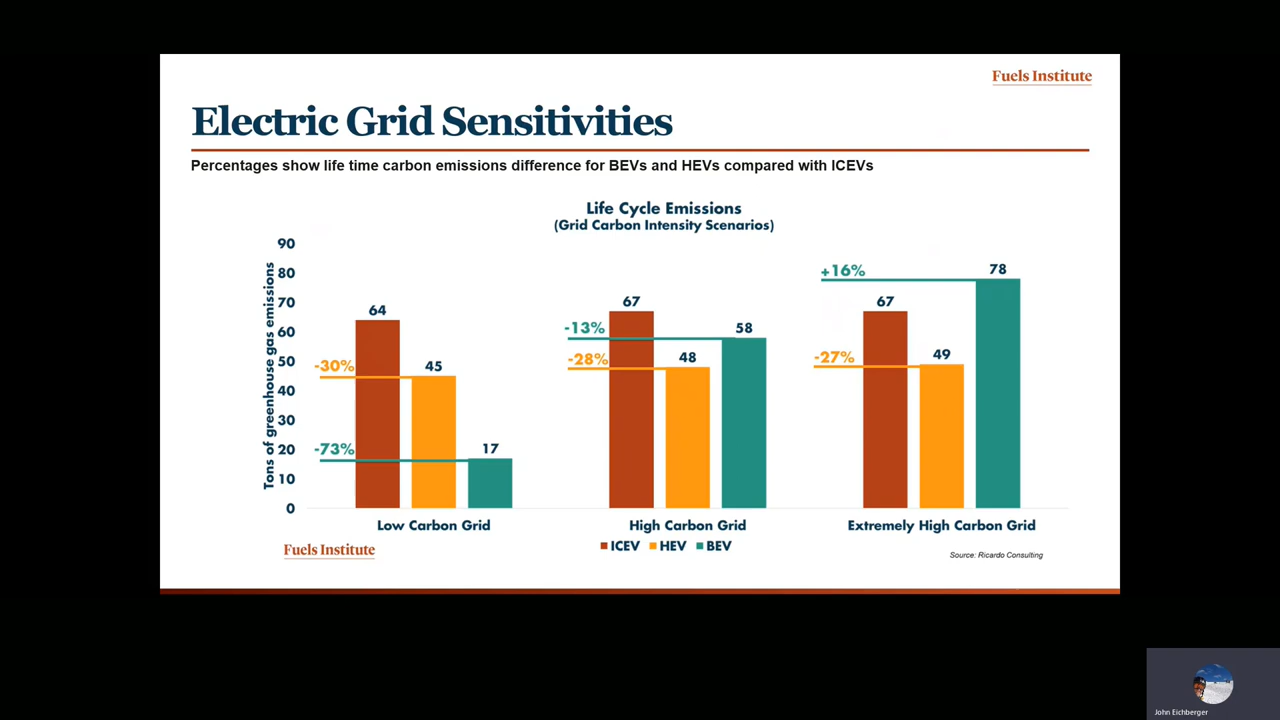 Fuels Institute
Electric Grid Sensitivities
Percentages show life time carbon emissions difference for BEVs and HEVs compared with ICEVs
Life Cycle Emissions
(Grid Carbon Intensity Scenarios)
Tons of greenhouse gas emissions
90
80
70
60
50
40
30
20
10
0
-30%
-73%
64
45
17
-13%
-28%
67
48
58
+16%
-27%
67
49
78
Low Carbon Grid
High Carbon Grid
Extremely High Carbon Grid
ICEV HEV BEV
Fuels Institute
Source: Ricardo Consulting
John Eichberger